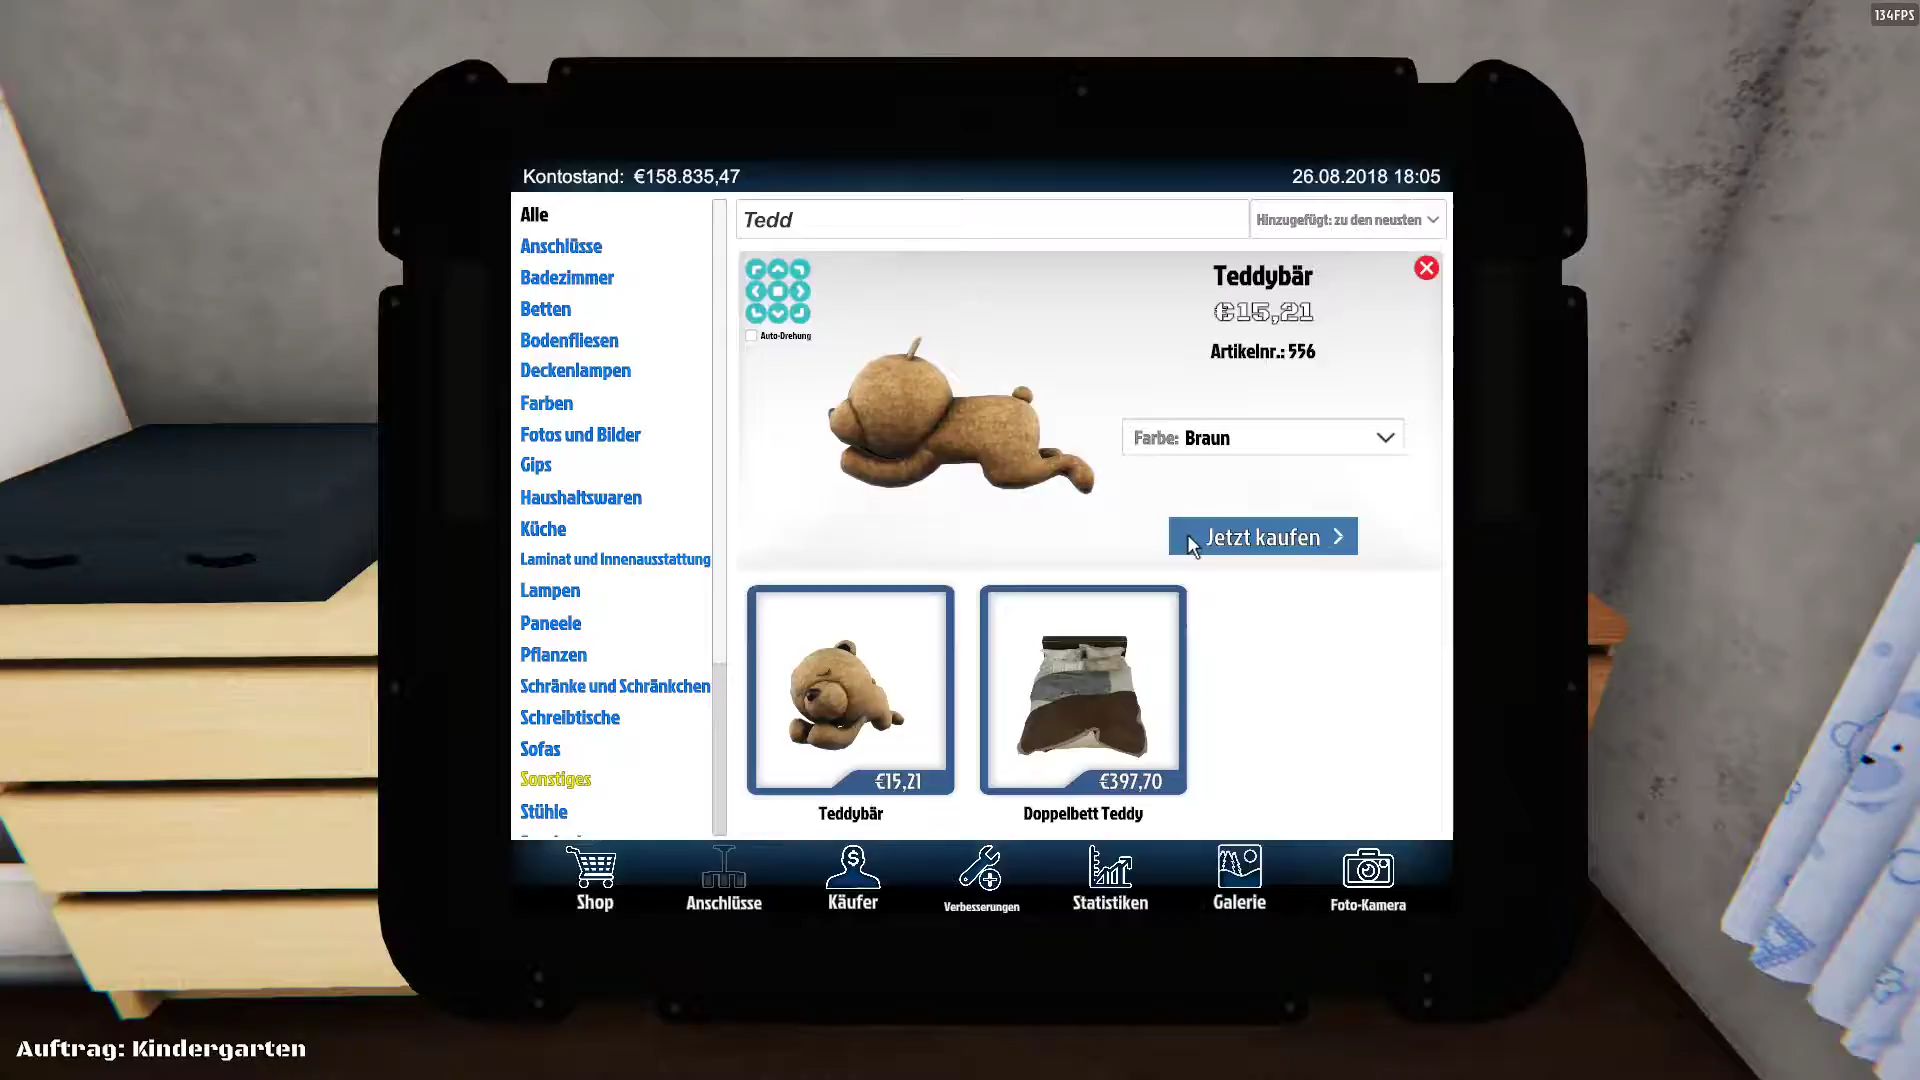 134FPS
Kontostand: €158.835,47
26.08.2018 18:05
Alle
Anschlüsse
Badezimmer
Betten
Bodenfliesen
Deckenlampen
Farben
Fotos und Bilder
Gips
Haushaltswaren
Küche
Laminat und Innenausstattung
Lampen
Paneele
Pflanzen
Schränke und Schränkchen
Schreibtische
Sofas
Sonstiges
Stühle
Tedd
Hinzugefügt: zu den neusten
Auto-Drehung
Teddybär
€15,21
Artikelnr.: 556
Farbe: Braun
Jetzt kaufen
€15,21
Teddybär
€397,70
Doppelbett Teddy
Shop
Anschlüsse
Käufer
Verbesserungen
Statistiken
Galerie
Foto-Kamera
Auftrag: Kindergarten